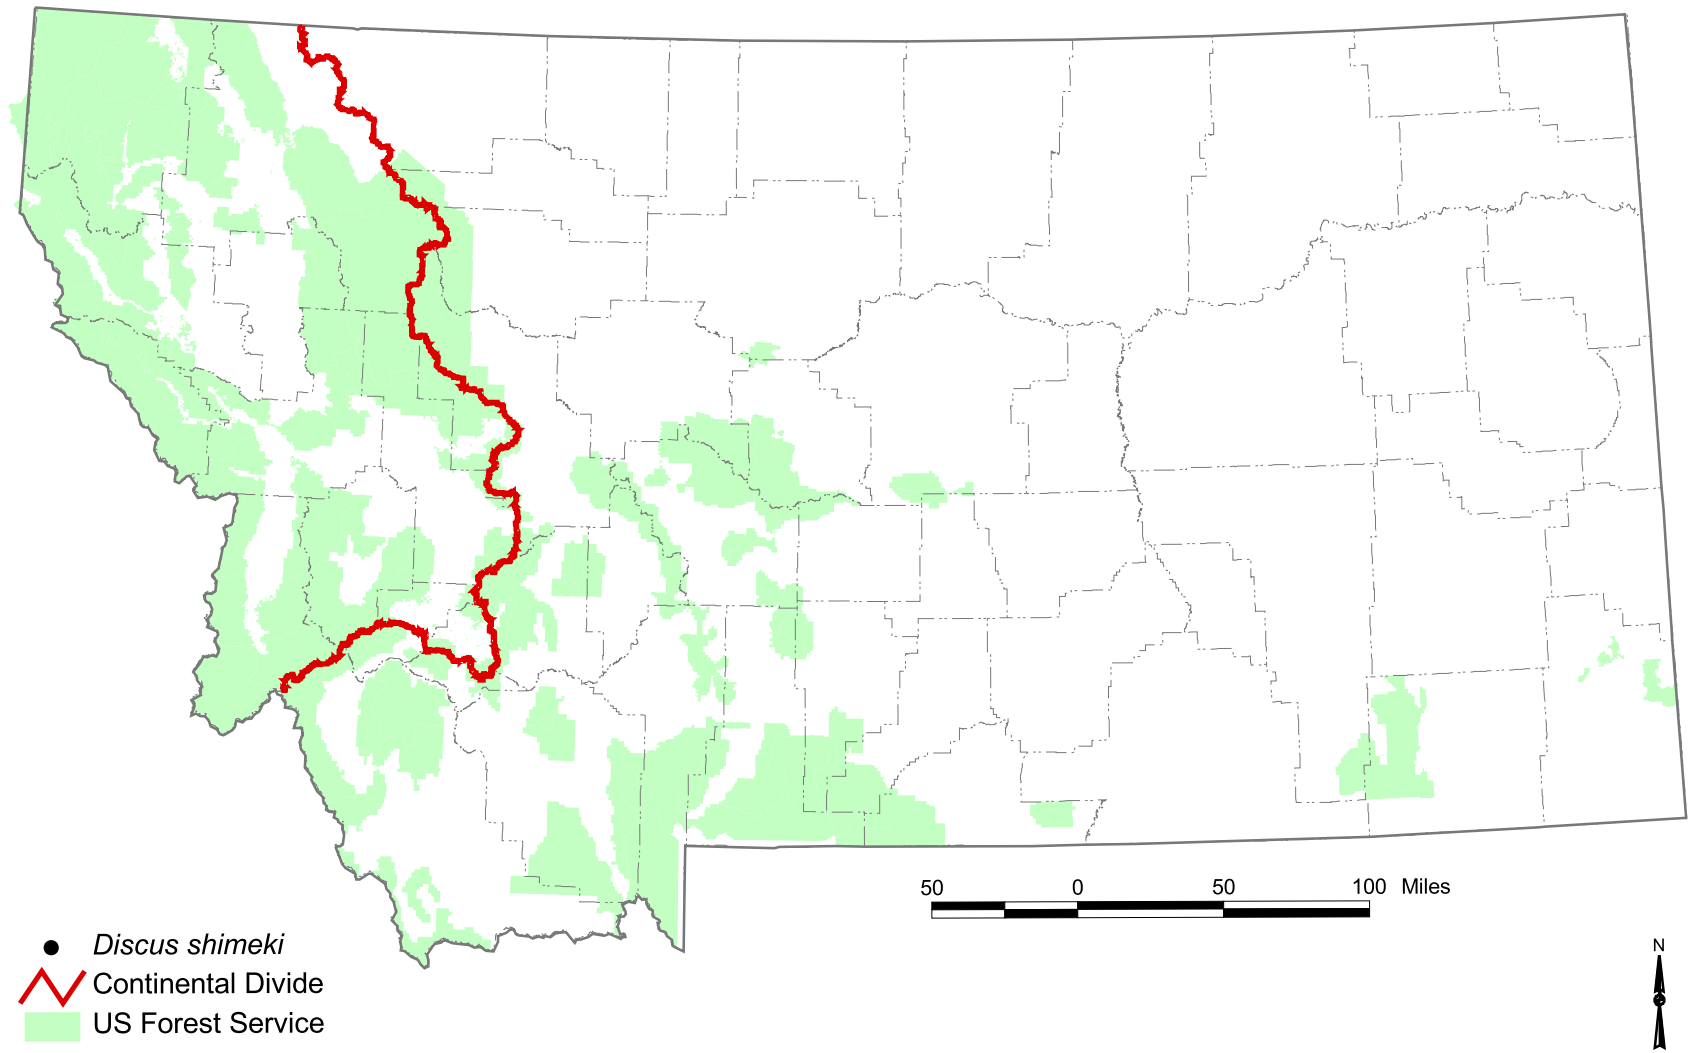 50 0 50 100 Miles
Discus shimeki
Continental Divide
US Forest Service
N